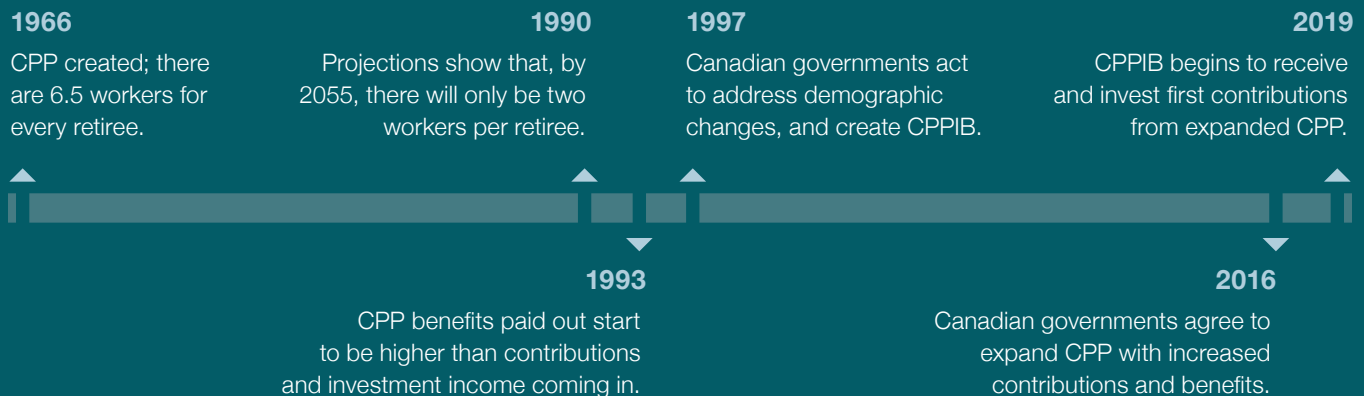 1966
CPP created; there
are 6.5 workers for
every retiree.
1990
Projections show that, by
2055, there will only be two
workers per retiree.
1997
Canadian governments act
to address demographic
changes, and create CPPIB.
2019
CPPIB begins to receive
and invest first contributions
from expanded CPP.
1993
CPP benefits paid out start
to be higher than contributions
and investment income coming in.
2016
Canadian governments agree to
expand CPP with increased
contributions and benefits.